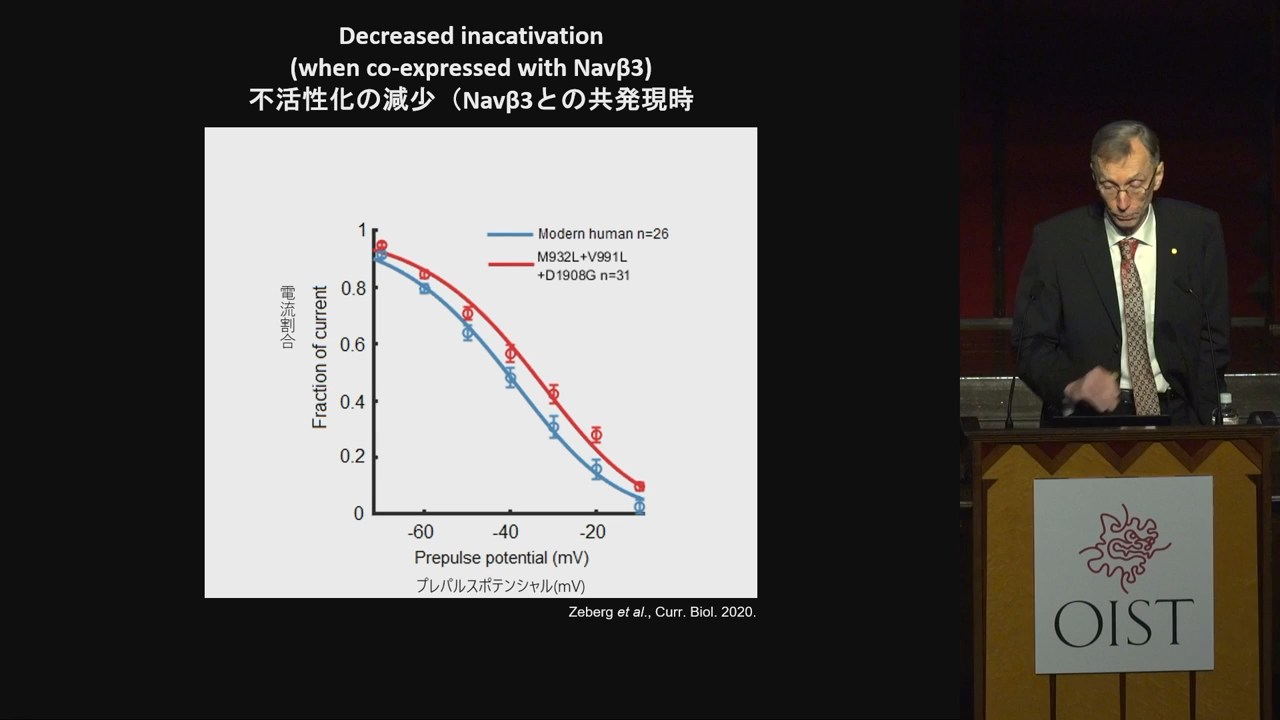 Decreased inacativation
(when co-expressed with Navβ3)
不活性化の減少（Navβ3との共発現時
1
0.8
0.6
0.4
0.2
0
Fraction of current
電流割合
Modern human n=26
M932L+V991L
+D1908G n=31
-60
-40
-20
Prepulse potential (mV)
プレパルスポテンシャル(mV)
Zeberg et al., Curr. Biol. 2020.
OIST